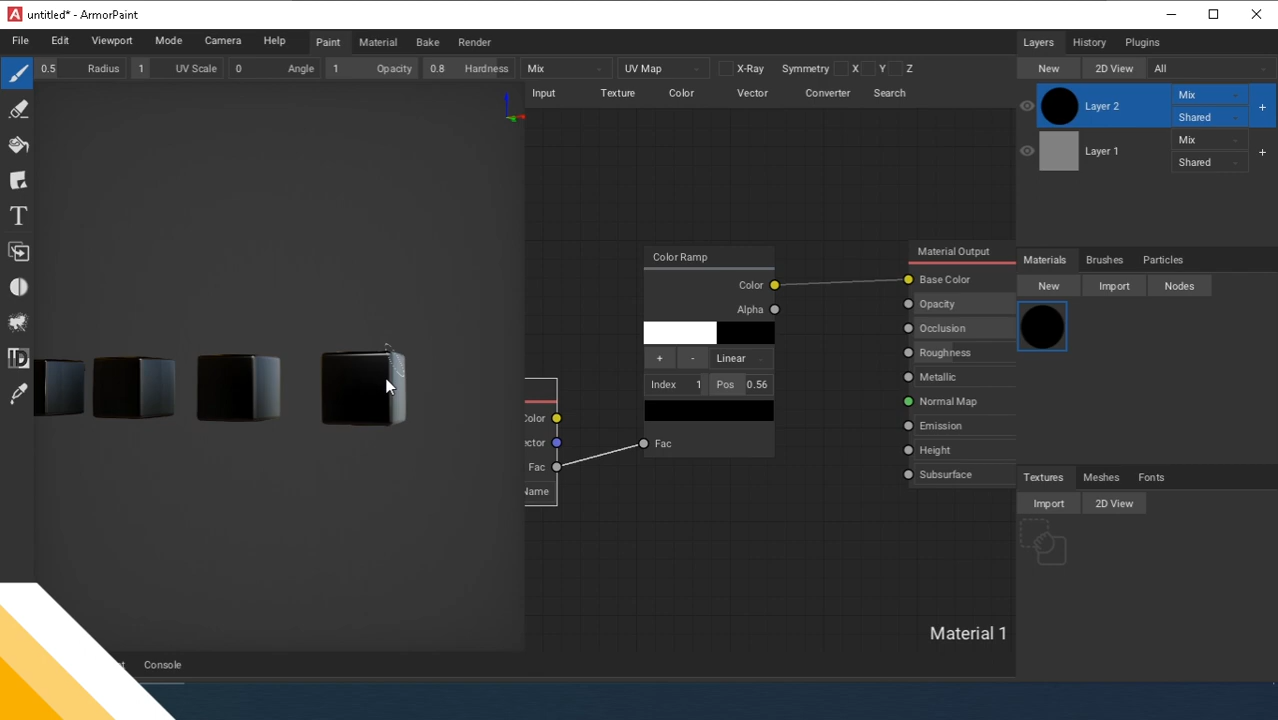 untitled* - ArmorPaint
File Edit Viewport Mode Camera Help Paint Material Bake Render Layers History Plugins
0.5 Radius 1 UV Scale 0 Angle 1 Opacity 0.8 Hardness Mix UV Map X-Ray Symmetry X Y Z New 2D View All
Input Texture Color Vector Converter Search
Layer 2 Mix
Shared
Layer 1 Mix
Shared
Materials Brushes Particles
New Import Nodes
Color Ramp
Color
Alpha
+ - Linear
Index 1 Pos 0.56
Fac
Color
Fac
Name
Material Output
Base Color
Opacity
Occlusion
Roughness
Metallic
Normal Map
Emission
Height
Subsurface
Textures Meshes Fonts
Import 2D View
Material 1
Console